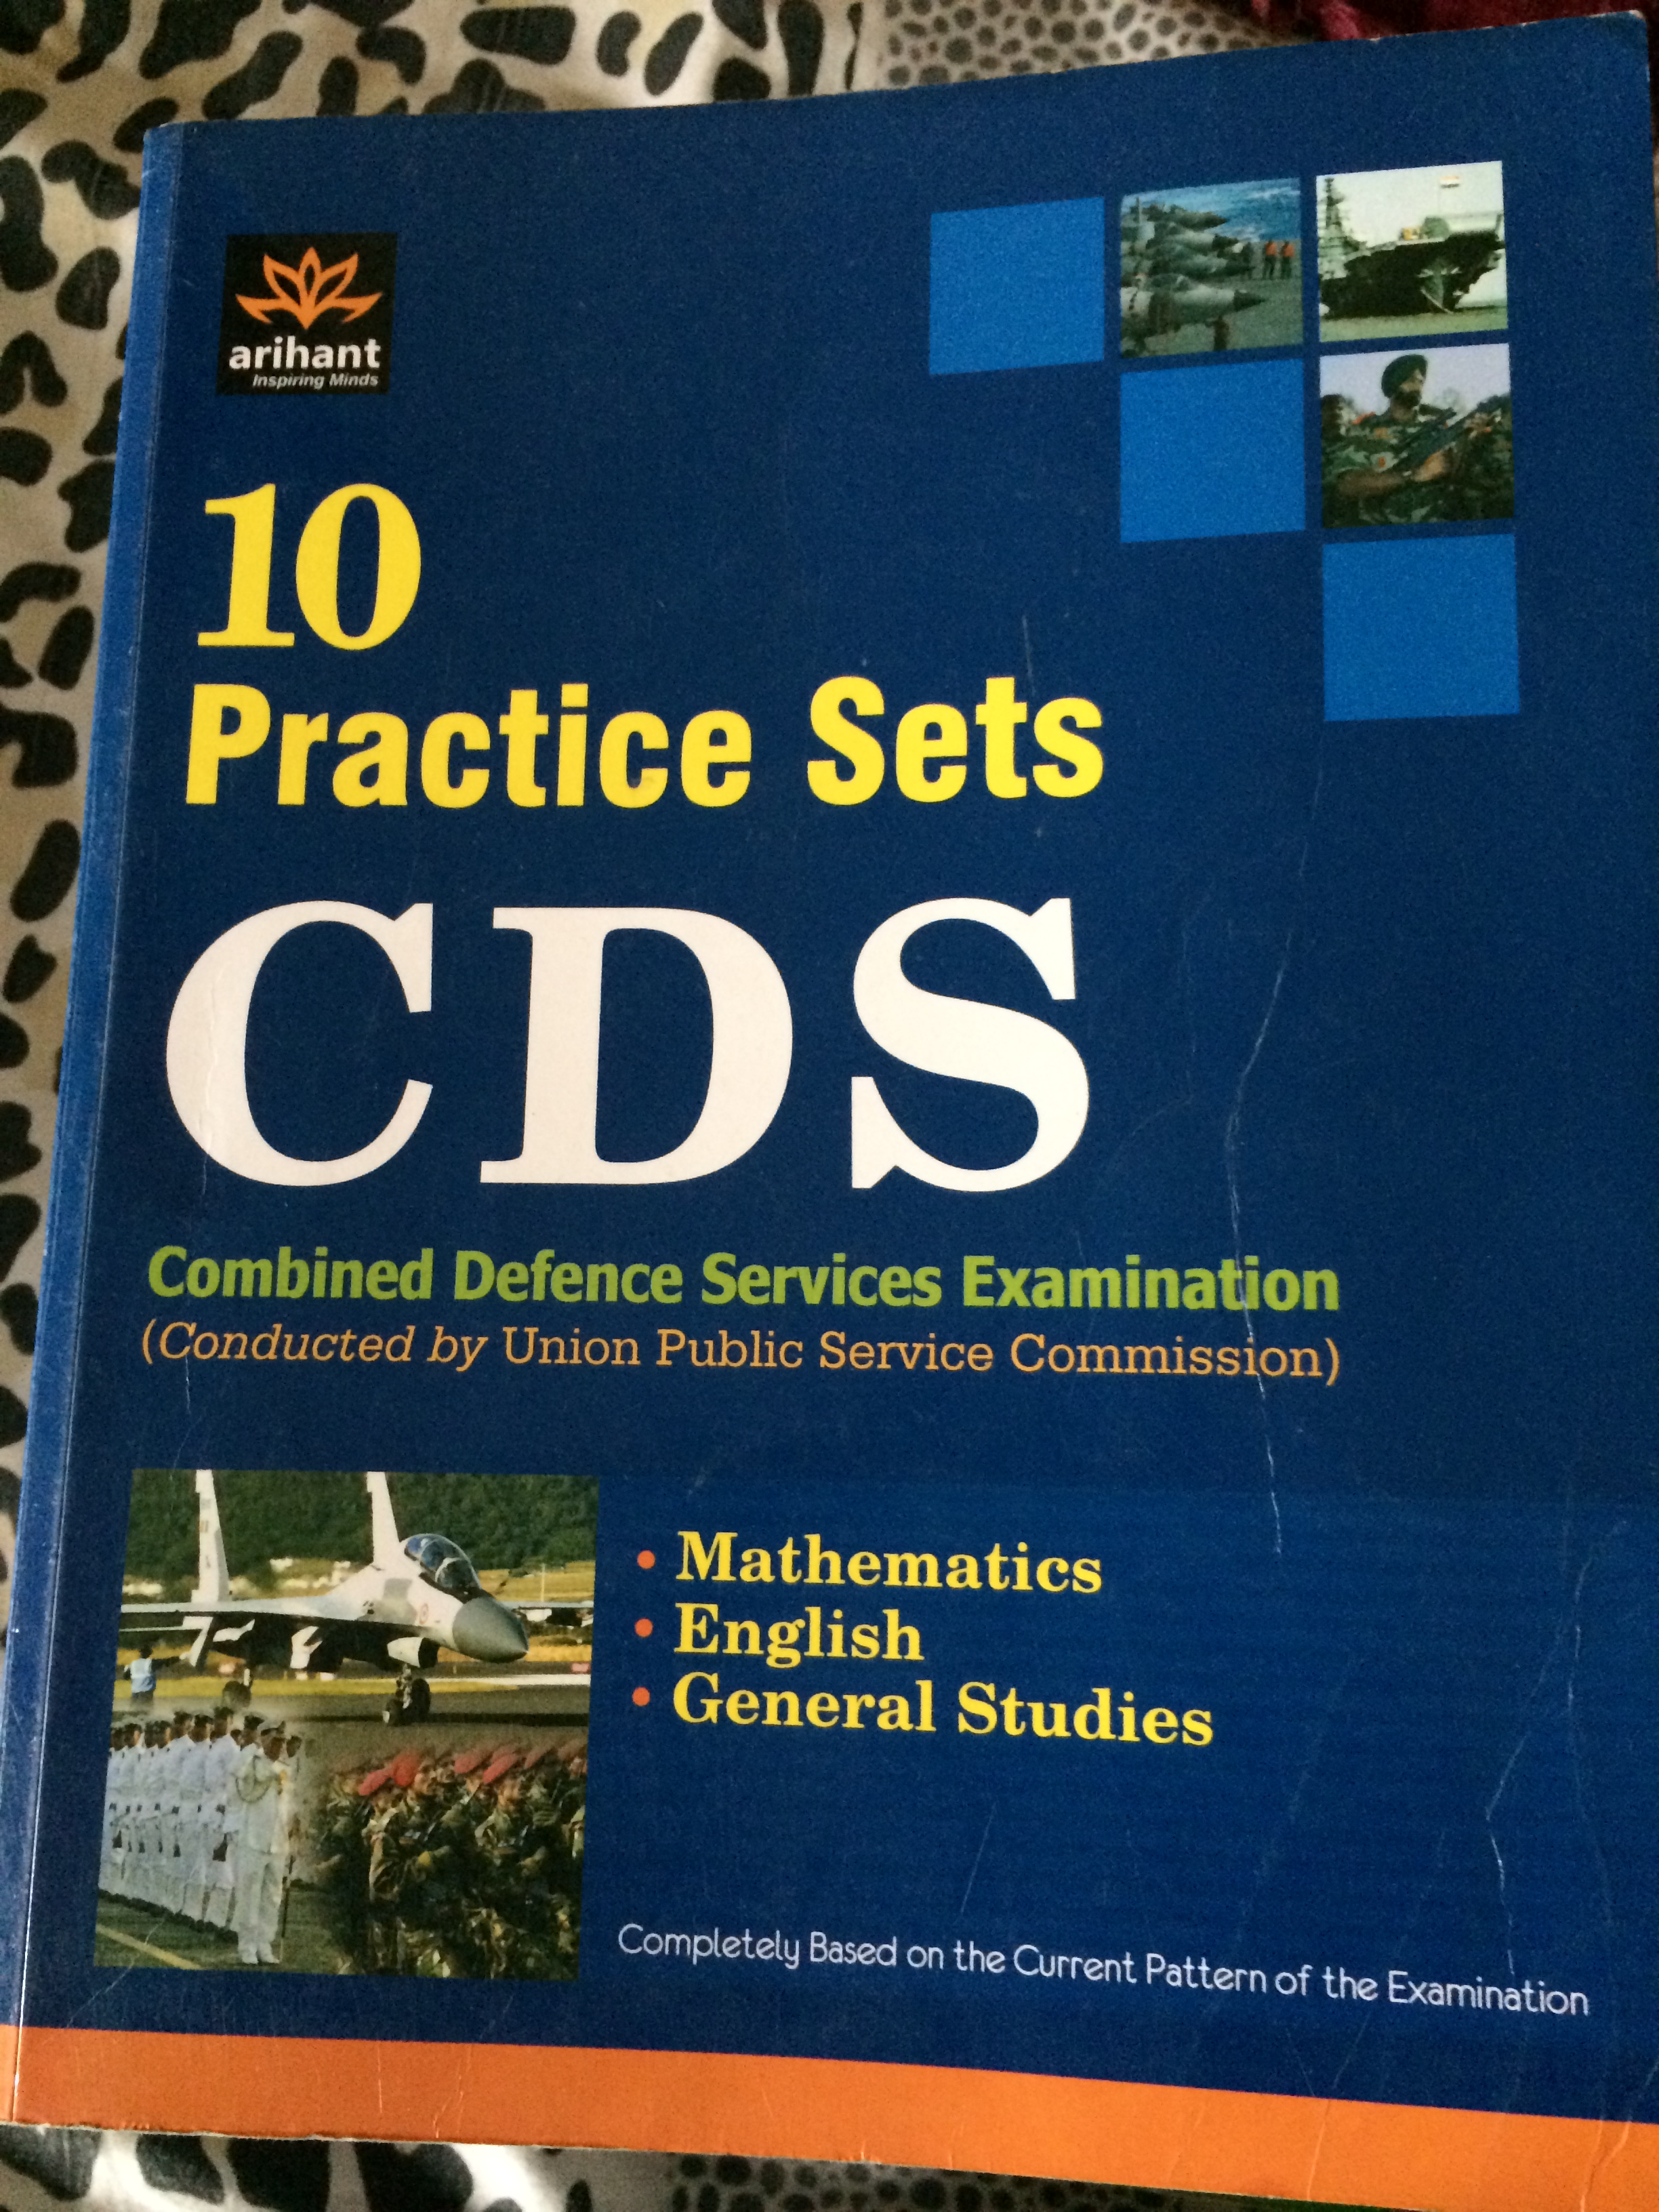 arihant
Inspiring Minds
10
Practice Sets
CDS
Combined Defence Services Examination
(Conducted by Union Public Service Commission)
• Mathematics
• English
• General Studies
Completely Based on the Current Pattern of the Examination